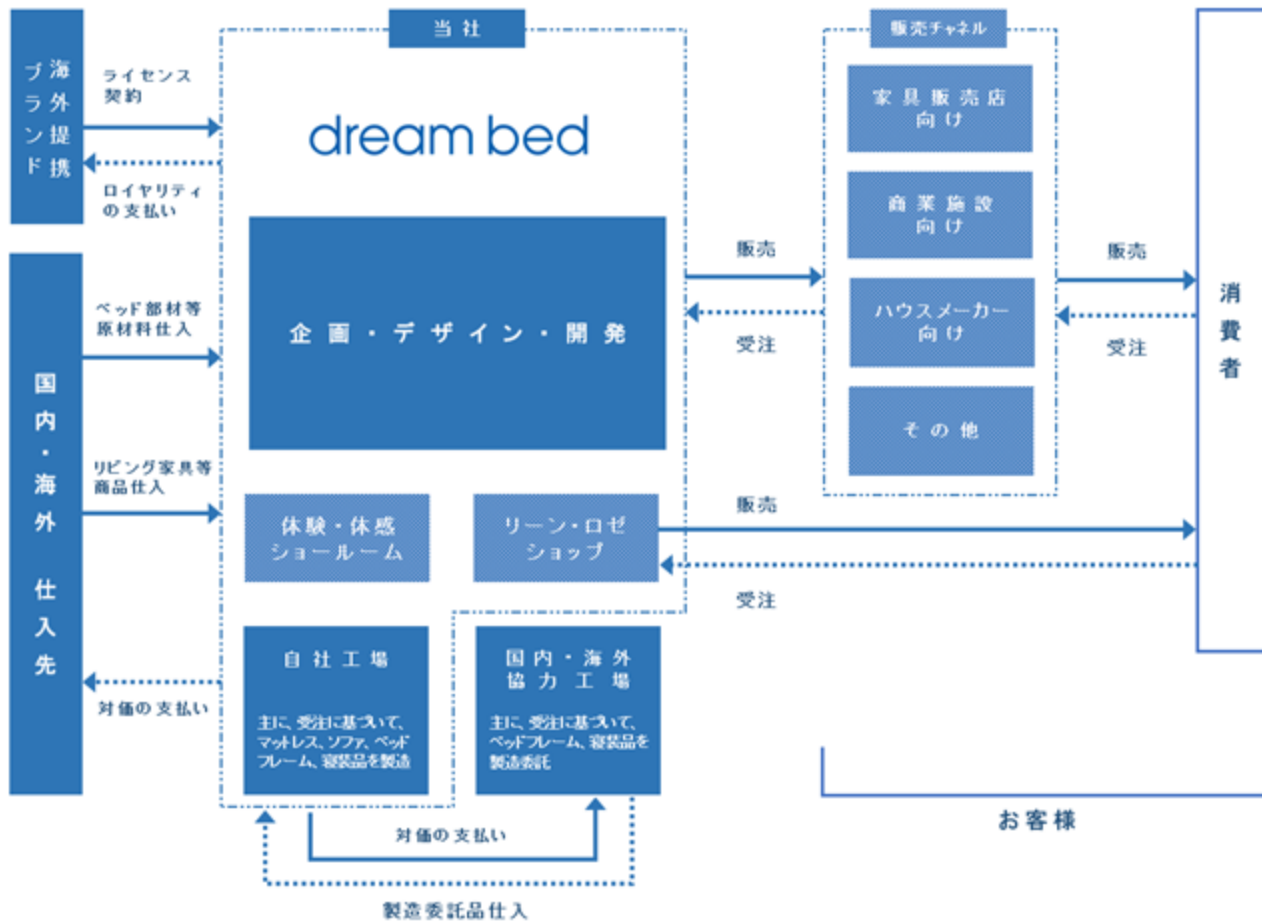 海外提携
ブランド
ライセンス
契約
ロイヤリティ
の支払い
国内・海外 仕入先
ベッド部材等
原材料仕入
リビング家具等
商品仕入
対価の支払い
当社
dream bed
企画・デザイン・開発
体験・体感
ショールーム
リーン・ロゼ
ショップ
自社工場
主に、受注に基づいて、
マットレス、ソファ、ベッド
フレーム、寝装品を製造
国内・海外
協力工場
主に、受注に基づいて、
ベッドフレーム、寝装品を
製造委託
対価の支払い
製造委託品仕入
販売
受注
販売チャネル
家具販売店
向け
商業施設
向け
ハウスメーカー
向け
その他
販売
受注
販売
受注
消費者
お客様